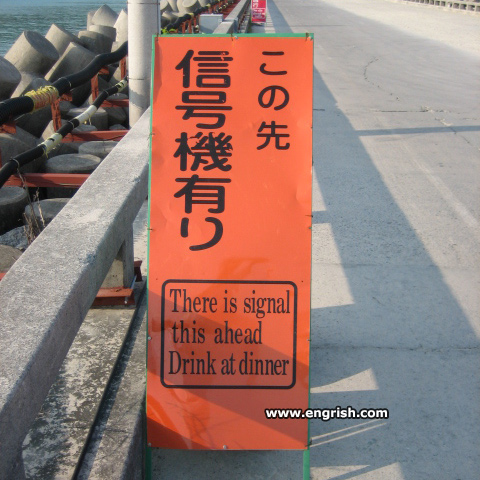 この先
信号機有り
There is signal
this ahead
Drink at dinner
www.engrish.com